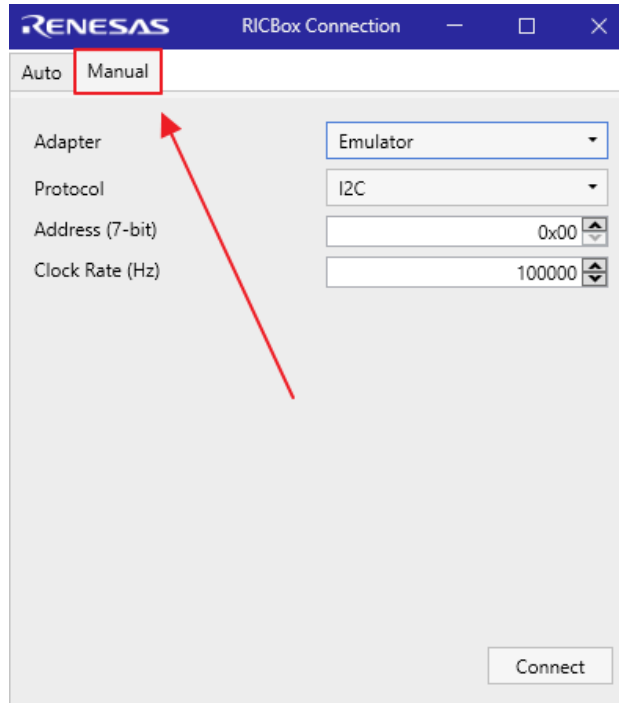 RENESAS RICBox Connection
Auto Manual
Adapter Emulator
Protocol I2C
Address (7-bit) 0x00
Clock Rate (Hz) 100000
Connect